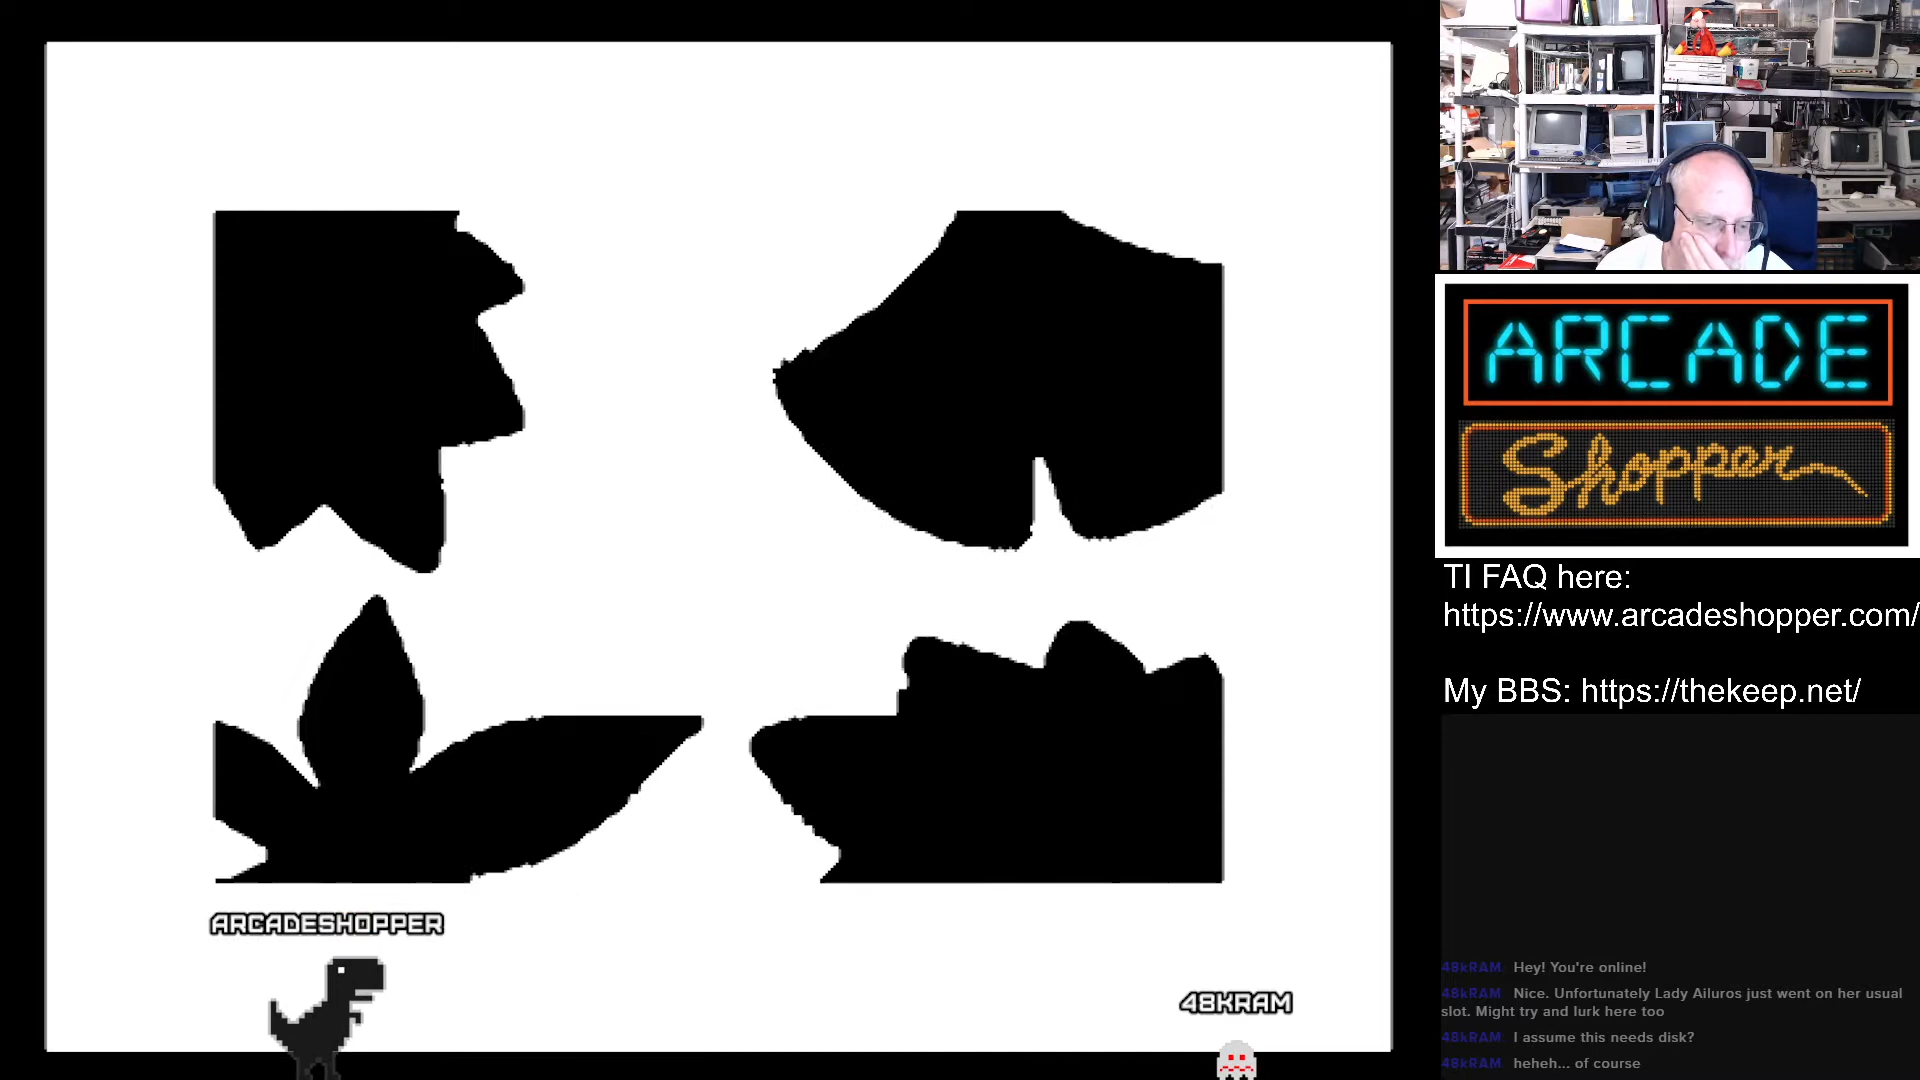 ARCADE
Shopper
TI FAQ here:
https://www.arcadeshopper.com/
My BBS: https://thekeep.net/
ARCADESHOPPER
48KRAM
48kRAM: Hey! You're online!
48kRAM Nice. Unfortunately Lady Ailuros just went on her usual
slot. Might try and lurk here too
48kRAM I assume this needs disk?
48kRAM heheh... of course